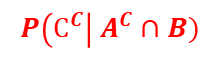 P(C^C| A^C ∩ B)